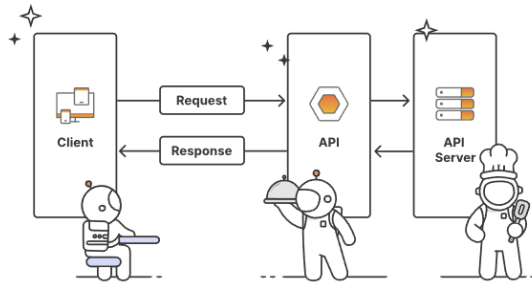 Request
Response
Client
API
API
Server